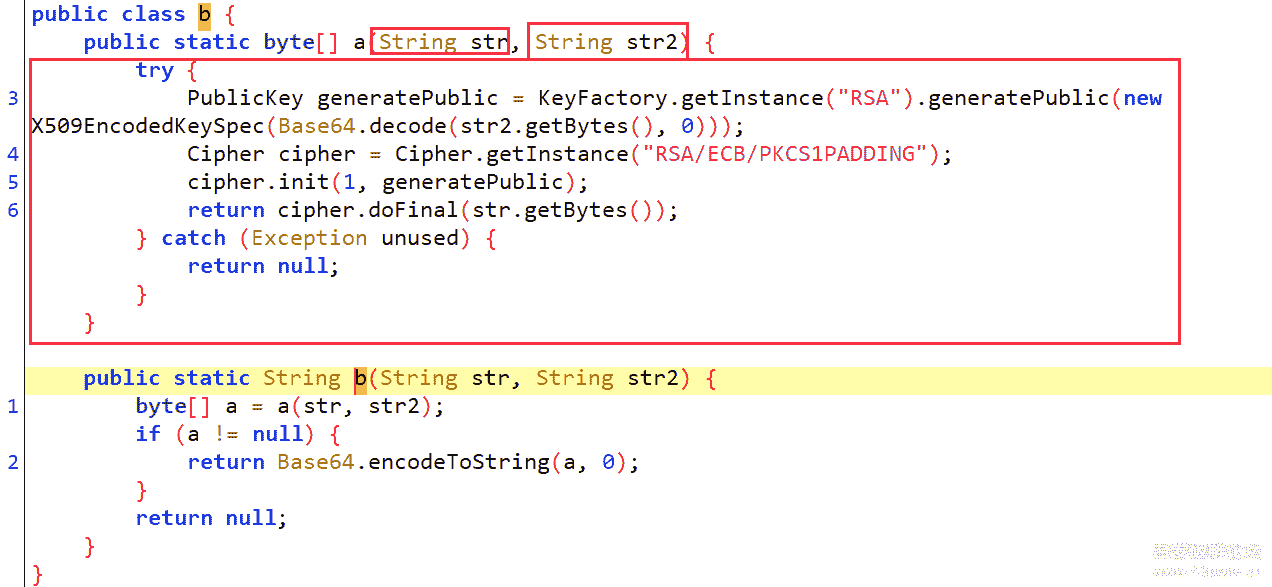 public class b {
public static byte[] a(String str, String str2) {
try {
3 PublicKey generatePublic = KeyFactory.getInstance("RSA").generatePublic(new
X509EncodedKeySpec(Base64.decode(str2.getBytes(), 0)));
4 Cipher cipher = Cipher.getInstance("RSA/ECB/PKCS1PADDING");
5 cipher.init(1, generatePublic);
6 return cipher.doFinal(str.getBytes());
} catch (Exception unused) {
return null;
}
}
public static String b(String str, String str2) {
1 byte[] a = a(str, str2);
if (a != null) {
2 return Base64.encodeToString(a, 0);
}
return null;
}
}